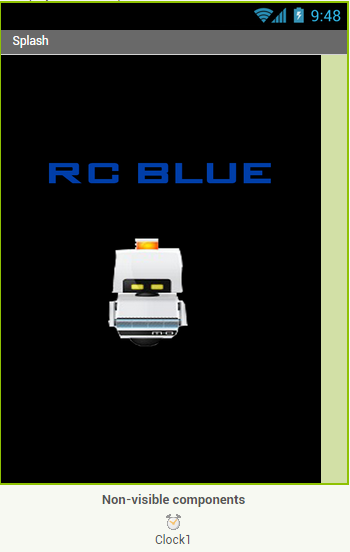 9:48
Splash
RC BLUE
M-O
Non-visible components
Clock1